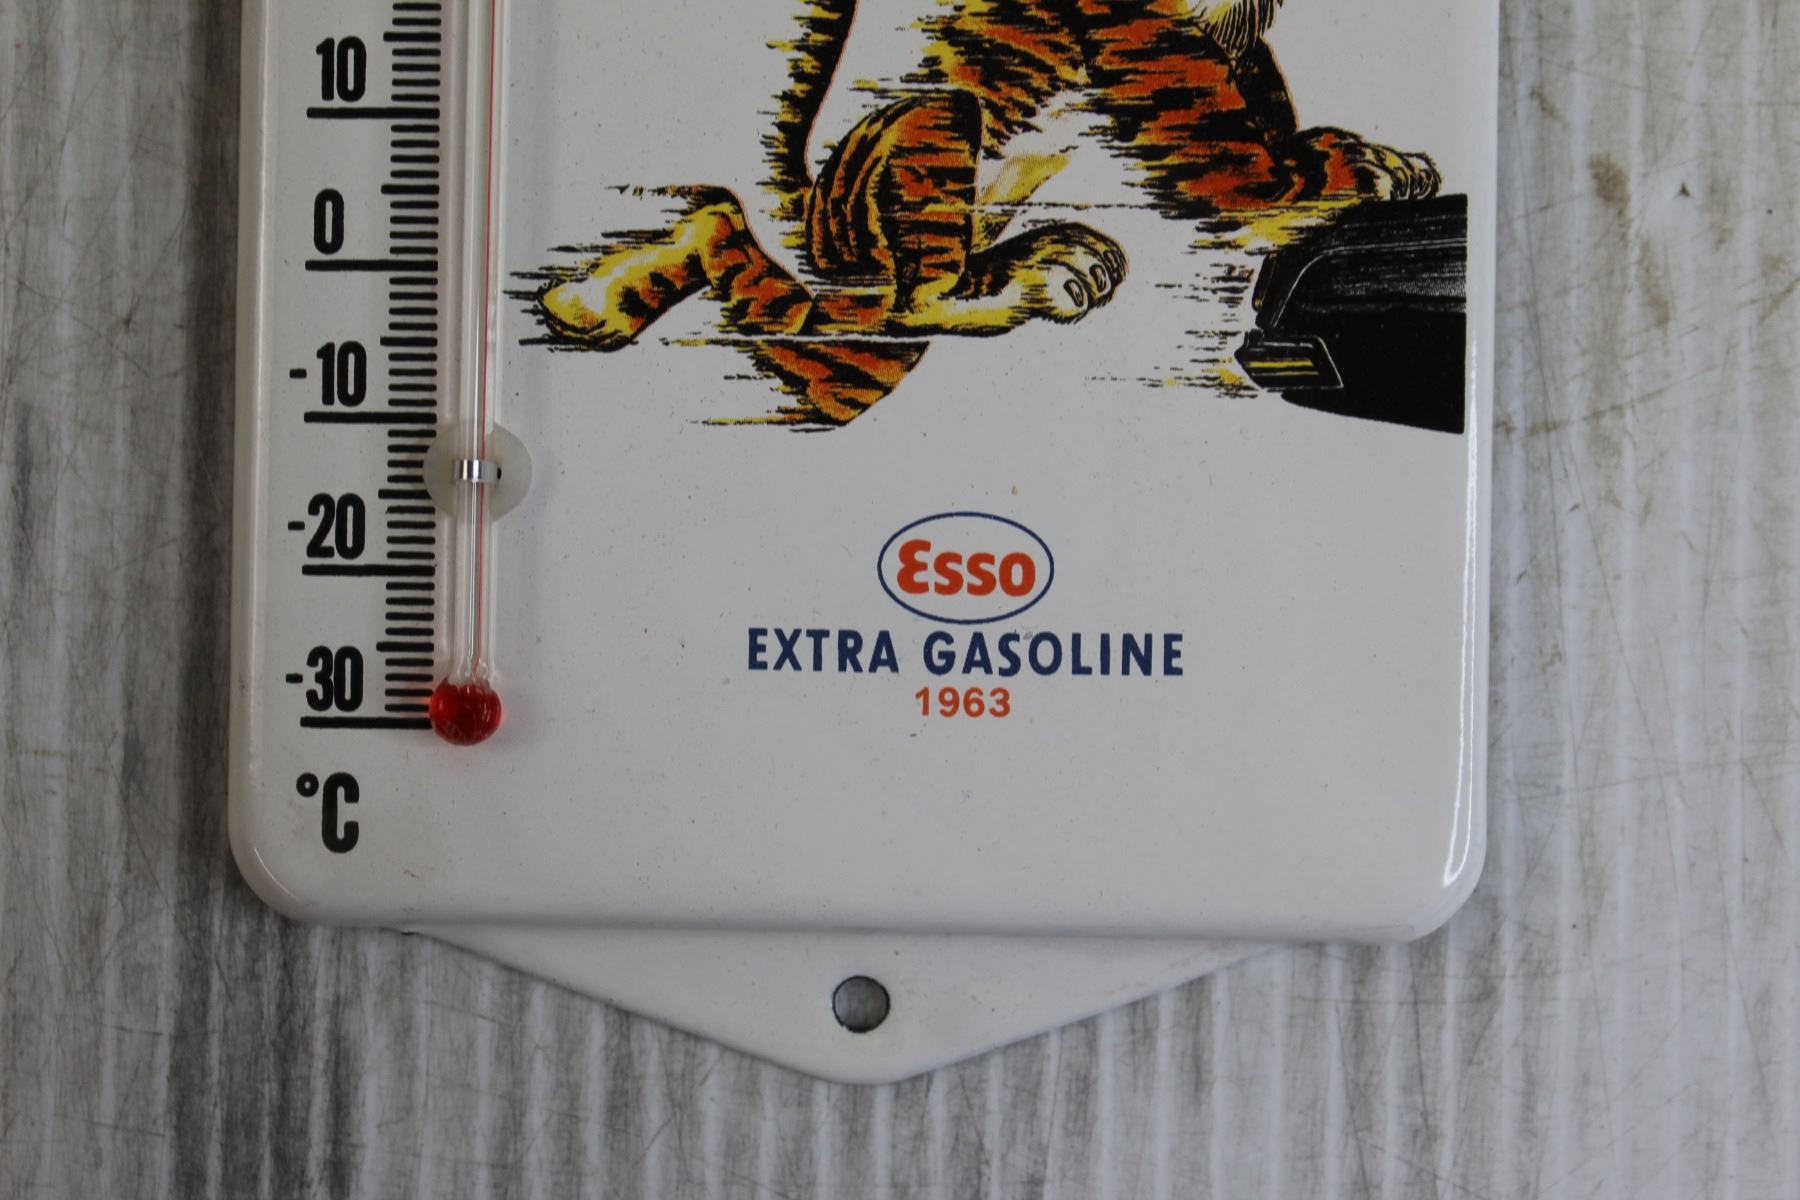 10
0
-10
-20
-30
°C
Esso
EXTRA GASOLINE
1963